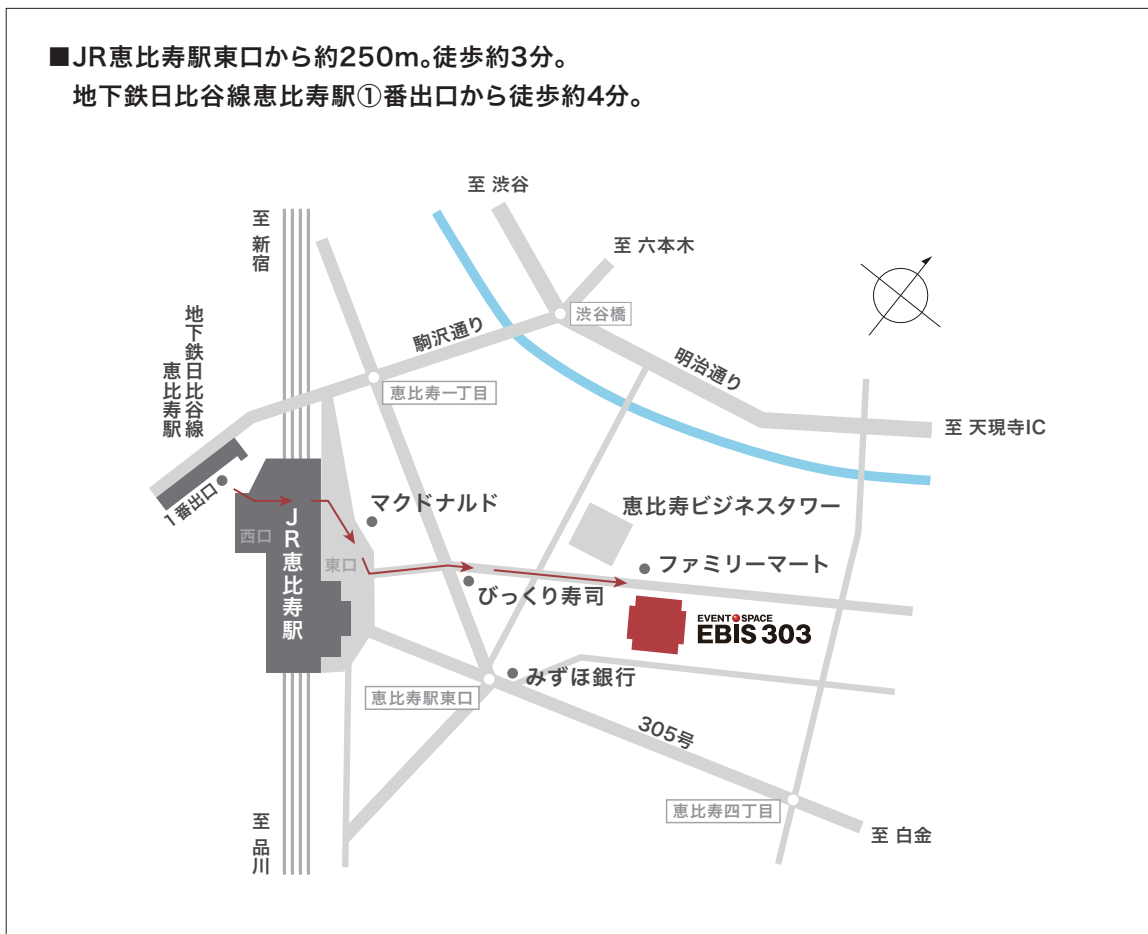 ■JR恵比寿駅東口から約250m。徒歩約3分。
地下鉄日比谷線恵比寿駅①番出口から徒歩約4分。
至 渋谷
至 新宿
至 六本木
渋谷橋
駒沢通り
明治通り
地下鉄日比谷線
恵比寿駅
恵比寿一丁目
至 天現寺IC
1番出口
マクドナルド
恵比寿ビジネスタワー
西口
JR恵比寿駅
東口
ファミリーマート
びっくり寿司
EVENT SPACE
EBIS 303
みずほ銀行
恵比寿駅東口
305号
恵比寿四丁目
至 品川
至 白金